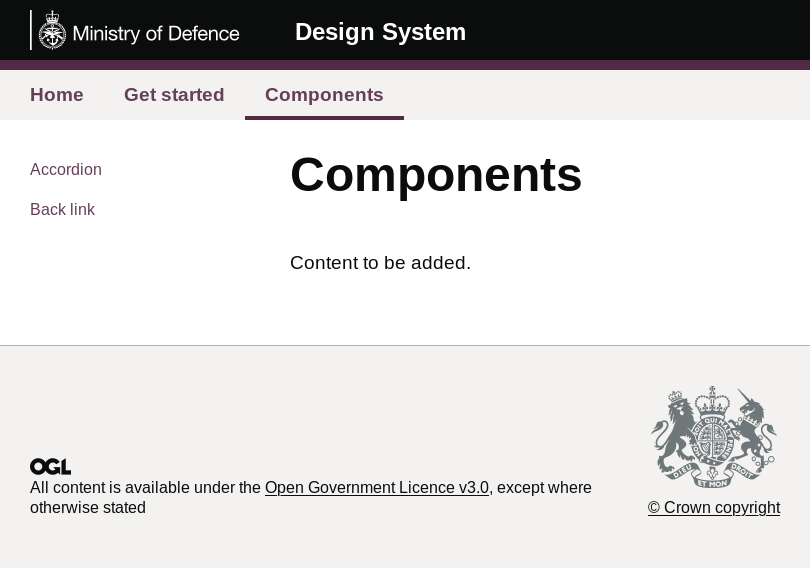 Ministry of Defence
Design System
Home
Get started
Components
Accordion
Back link
Components
Content to be added.
OGL
All content is available under the Open Government Licence v3.0, except where
otherwise stated
DIEU ET MON DROIT
© Crown copyright